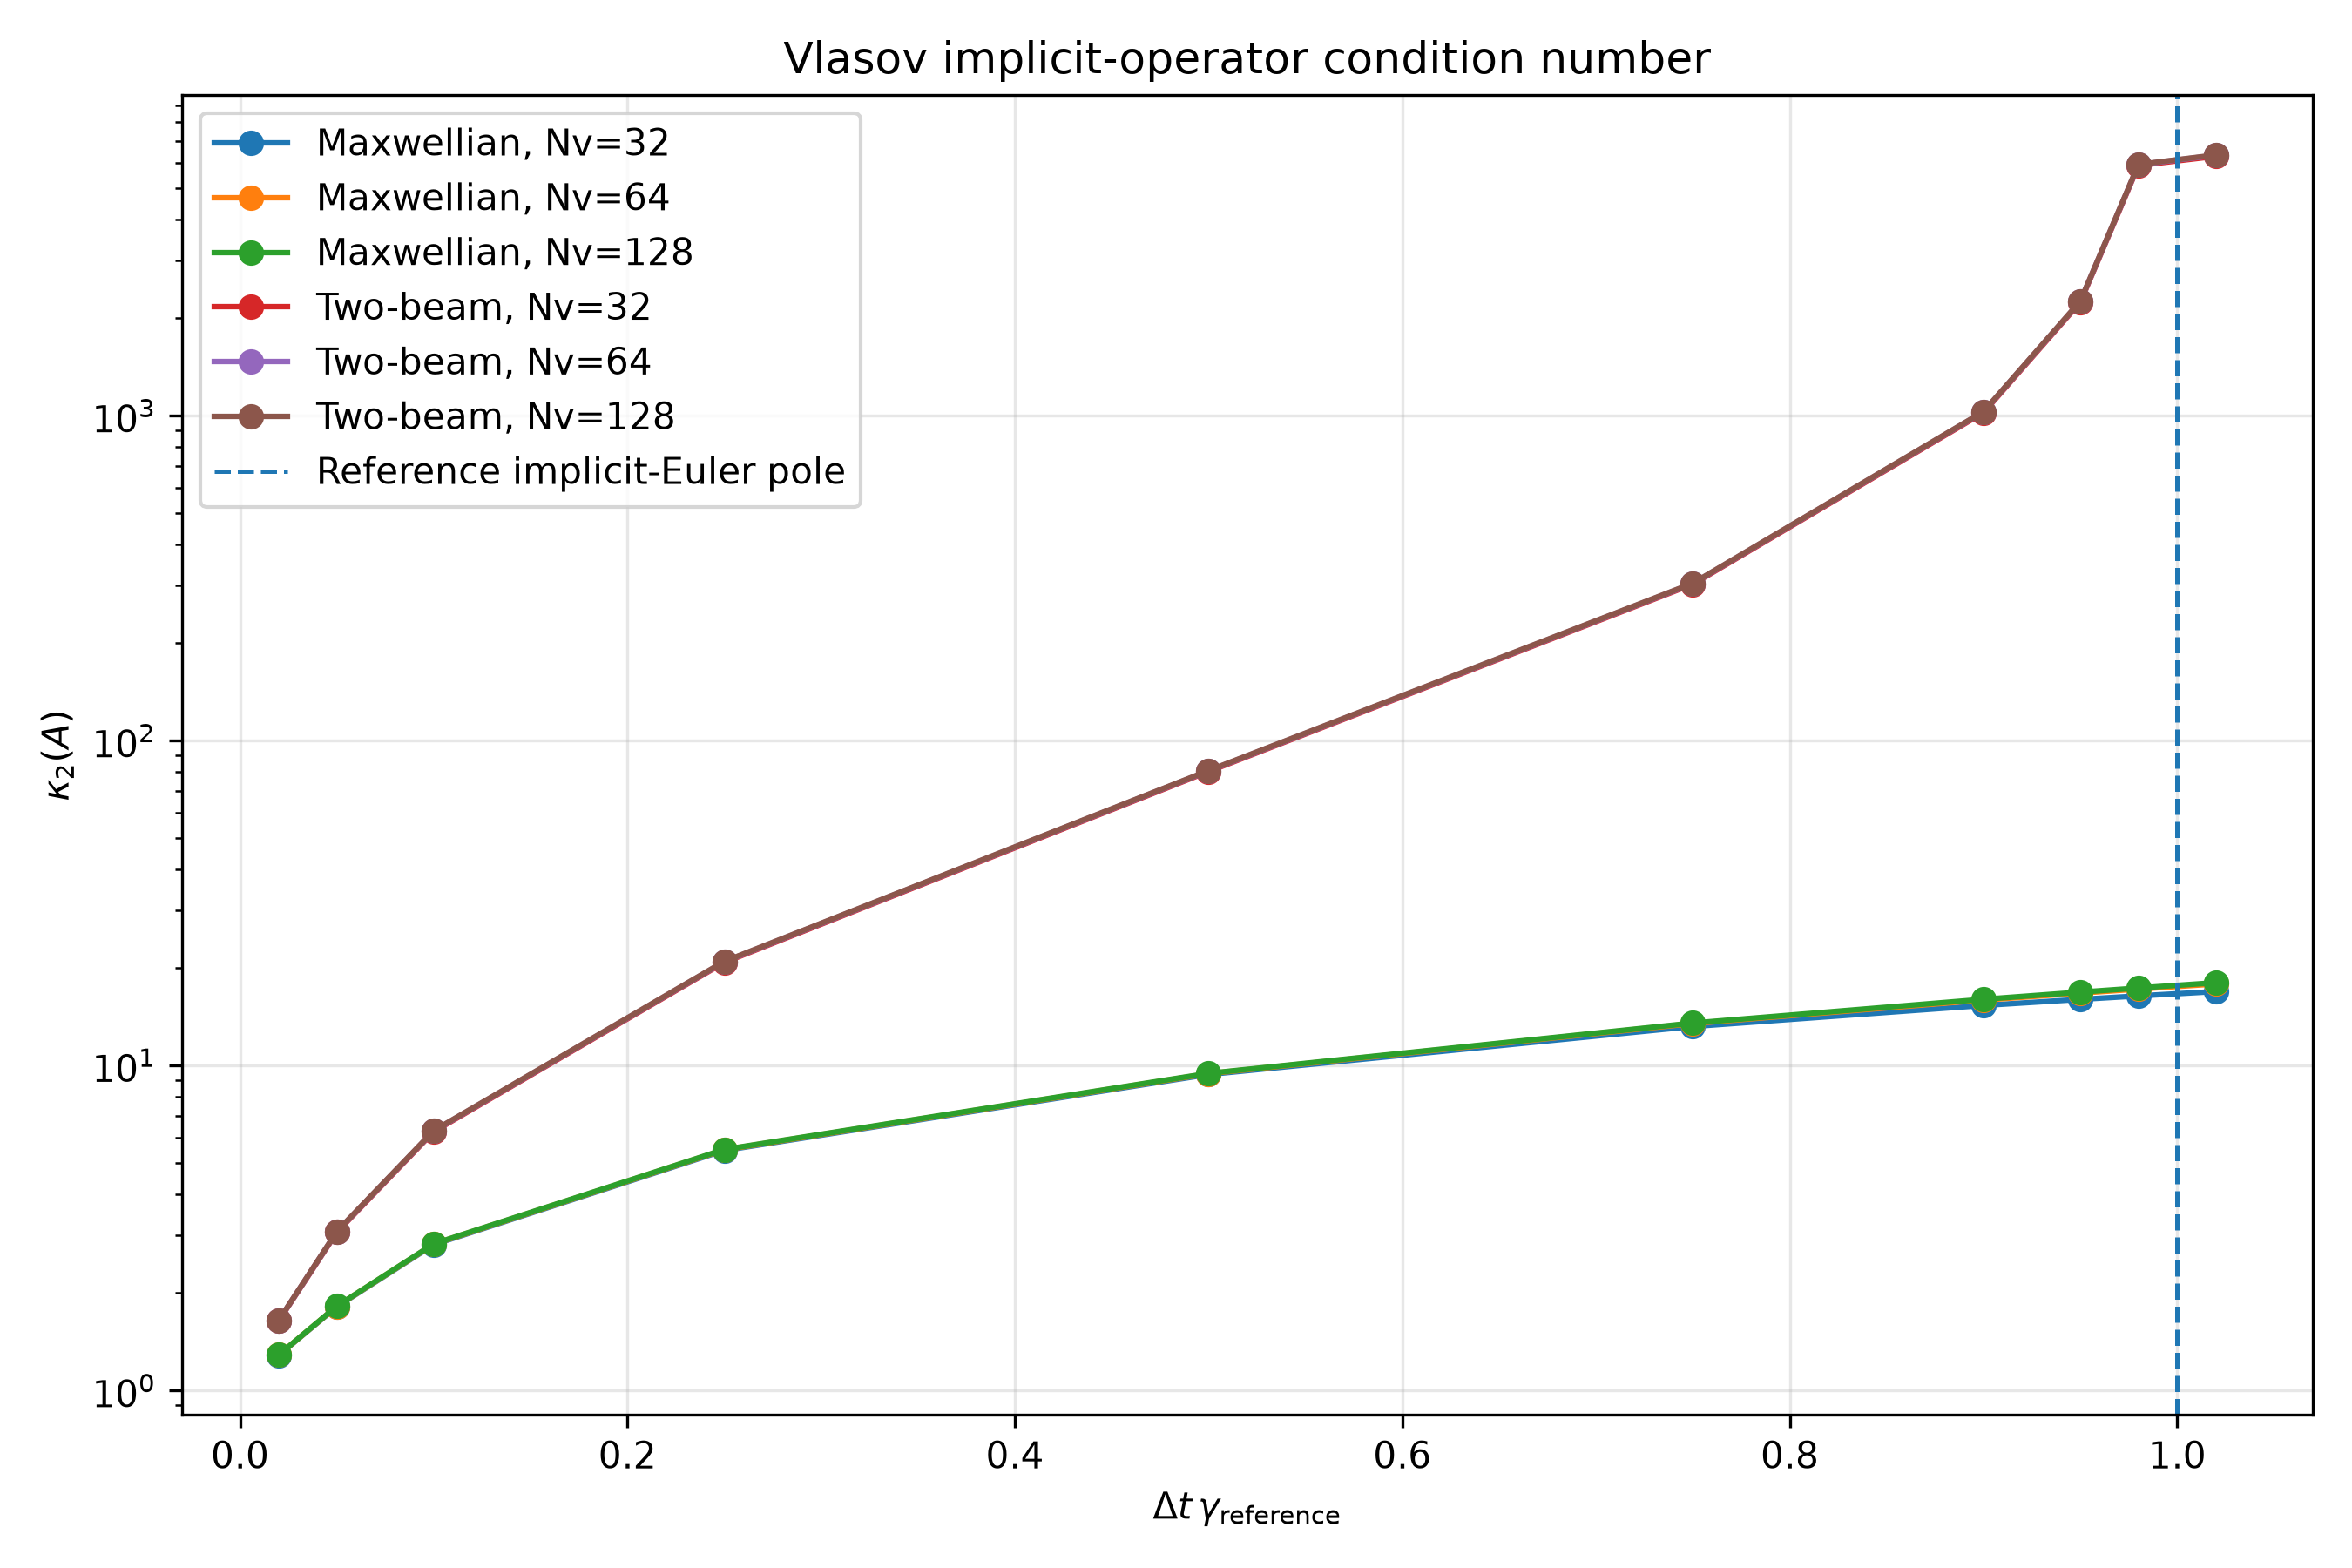 Vlasov implicit-operator condition number
Maxwellian, Nv=32
Maxwellian, Nv=64
Maxwellian, Nv=128
Two-beam, Nv=32
Two-beam, Nv=64
Two-beam, Nv=128
Reference implicit-Euler pole
κ₂(A)
10³
10²
10¹
10⁰
0.0 0.2 0.4 0.6 0.8 1.0
Δt γreference